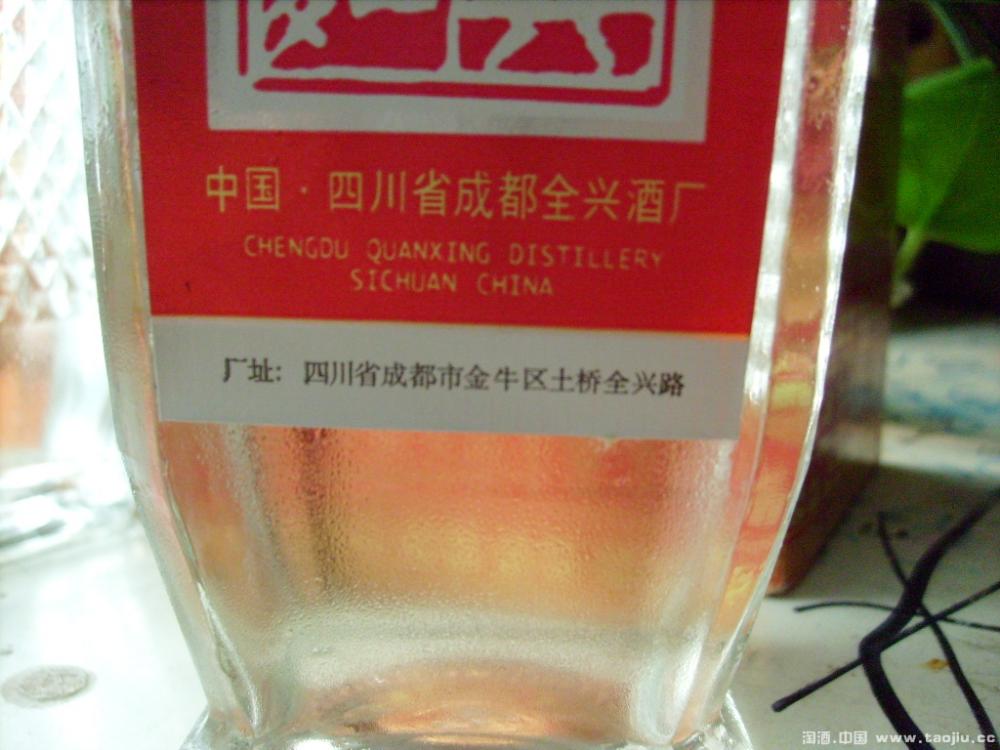 中国·四川省成都全兴酒厂
CHENGDU QUANXING DISTILLERY
SICHUAN CHINA
厂址：四川省成都市金牛区土桥全兴路
淘酒.中国 www.taojiu.cc